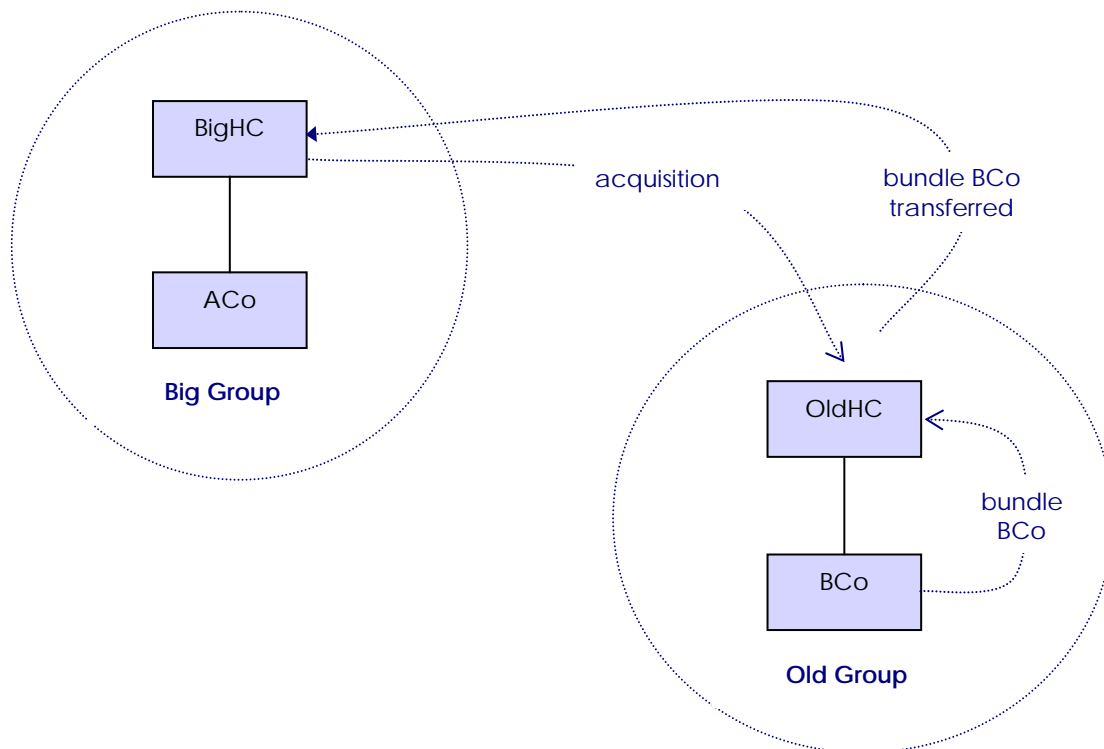 BigHC
acquisition
bundle BCo
transferred
ACo
Big Group
OldHC
bundle
BCo
BCo
Old Group